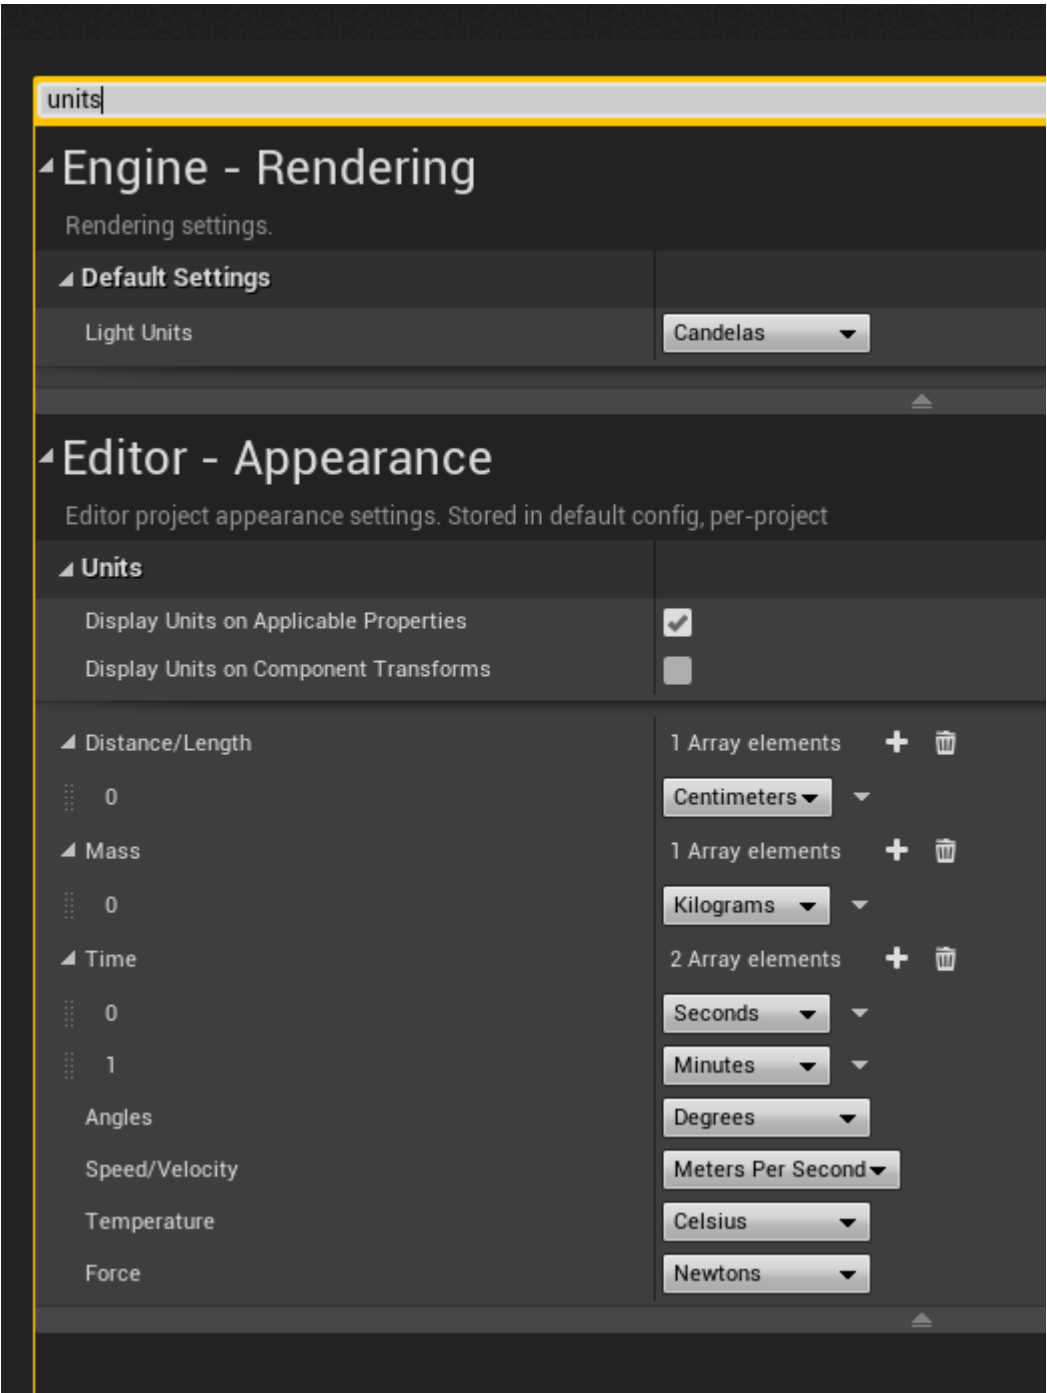 units
Engine - Rendering
Rendering settings.
Default Settings
Light Units Candelas
Editor - Appearance
Editor project appearance settings. Stored in default config, per-project
Units
Display Units on Applicable Properties
Display Units on Component Transforms
Distance/Length 1 Array elements
0 Centimeters
Mass 1 Array elements
0 Kilograms
Time 2 Array elements
0 Seconds
1 Minutes
Angles Degrees
Speed/Velocity Meters Per Second
Temperature Celsius
Force Newtons